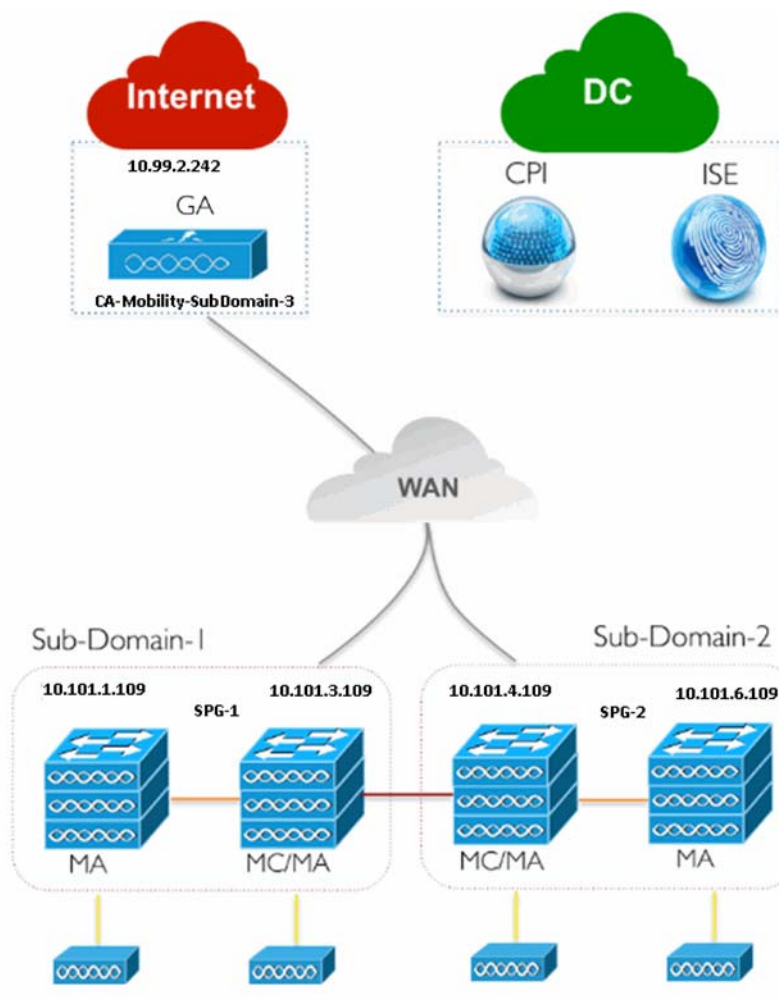 Internet
DC
10.99.2.242
GA
CPI
ISE
CA-Mobility-SubDomain-3
WAN
Sub-Domain-1
Sub-Domain-2
10.101.1.109
10.101.3.109
10.101.4.109
10.101.6.109
SPG-1
SPG-2
MA
MC/MA
MC/MA
MA